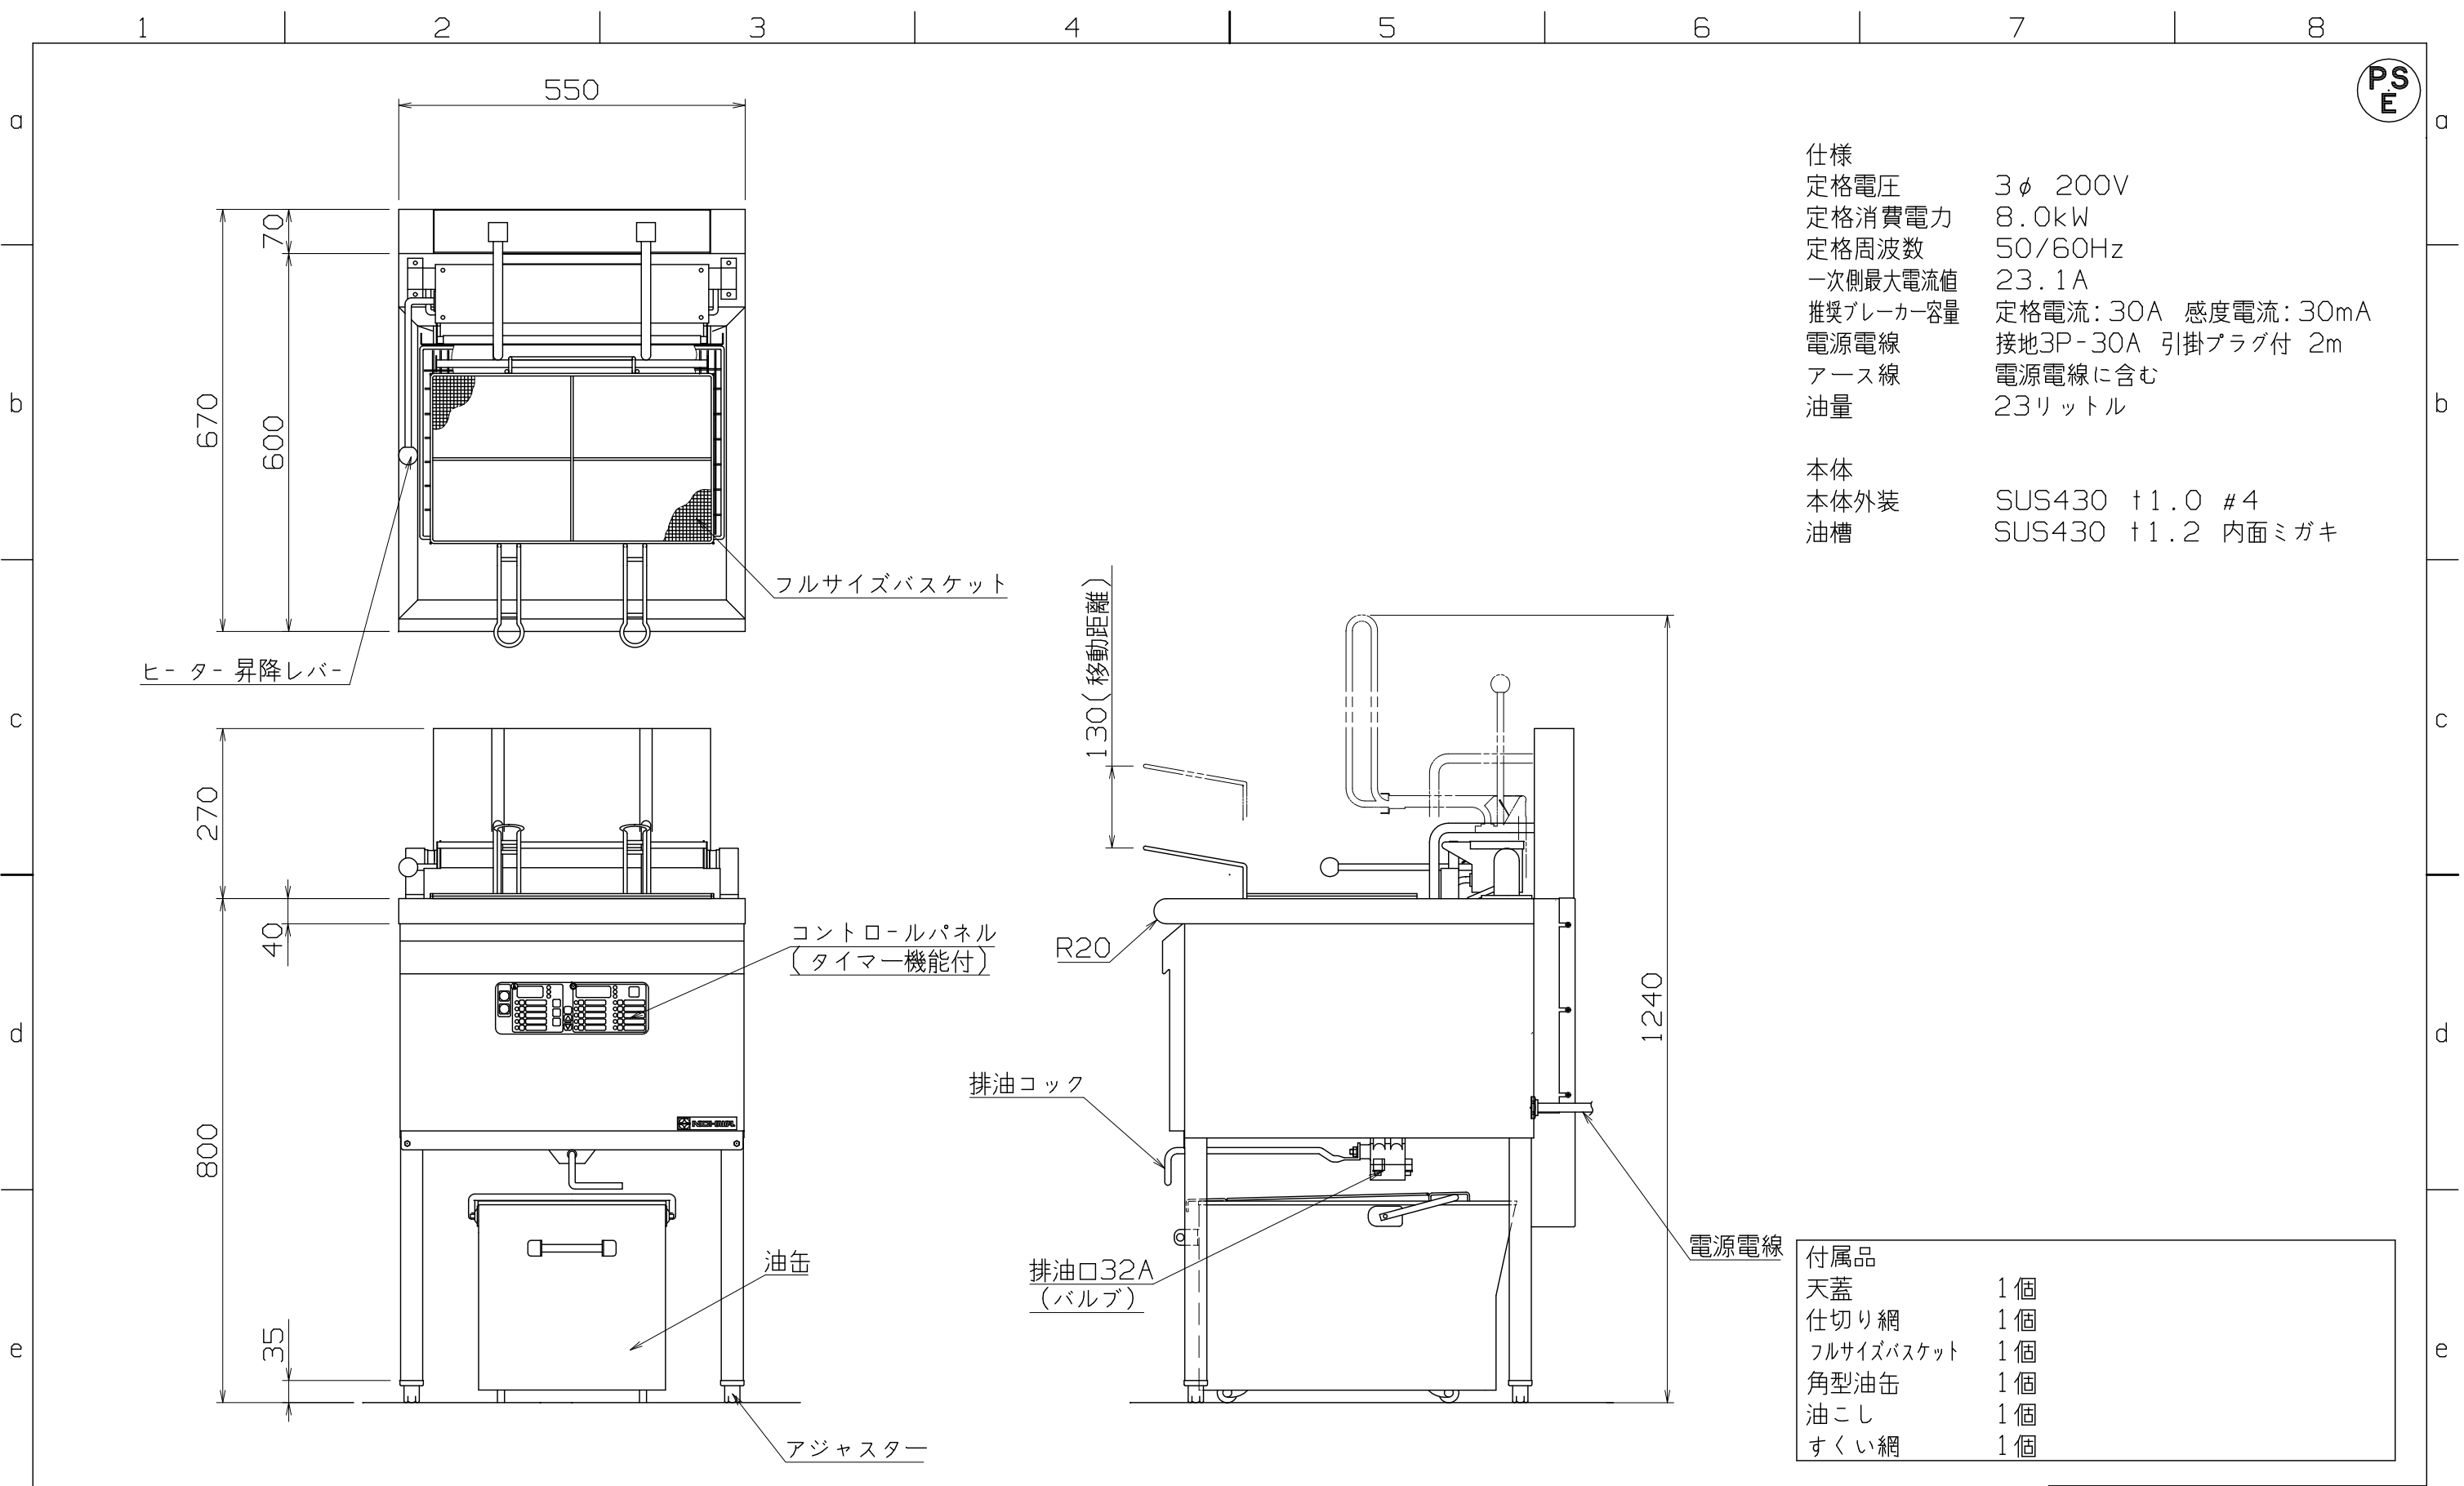 1 2 3 4 5 6 7 8
a
b
c
d
e
a
b
c
d
e
PS
E
550
70
670
600
フルサイズバスケット
ヒーター昇降レバー
仕様
定格電圧 3φ 200V
定格消費電力 8.0kW
定格周波数 50/60Hz
一次側最大電流値 23.1A
推奨ブレーカー容量 定格電流:30A 感度電流:30mA
電源電線 接地3P-30A 引掛プラグ付 2m
アース線 電源電線に含む
油量 23リットル
本体
本体外装 SUS430 t1.0 #4
油槽 SUS430 t1.2 内面ミガキ
270
40
800
35
コントロールパネル
(タイマー機能付)
油缶
アジャスター
130(移動距離)
R20
1240
排油コック
排油口32A
(バルブ)
電源電線
付属品
天蓋 1個
仕切り網 1個
フルサイズバスケット 1個
角型油缶 1個
油こし 1個
すくい網 1個